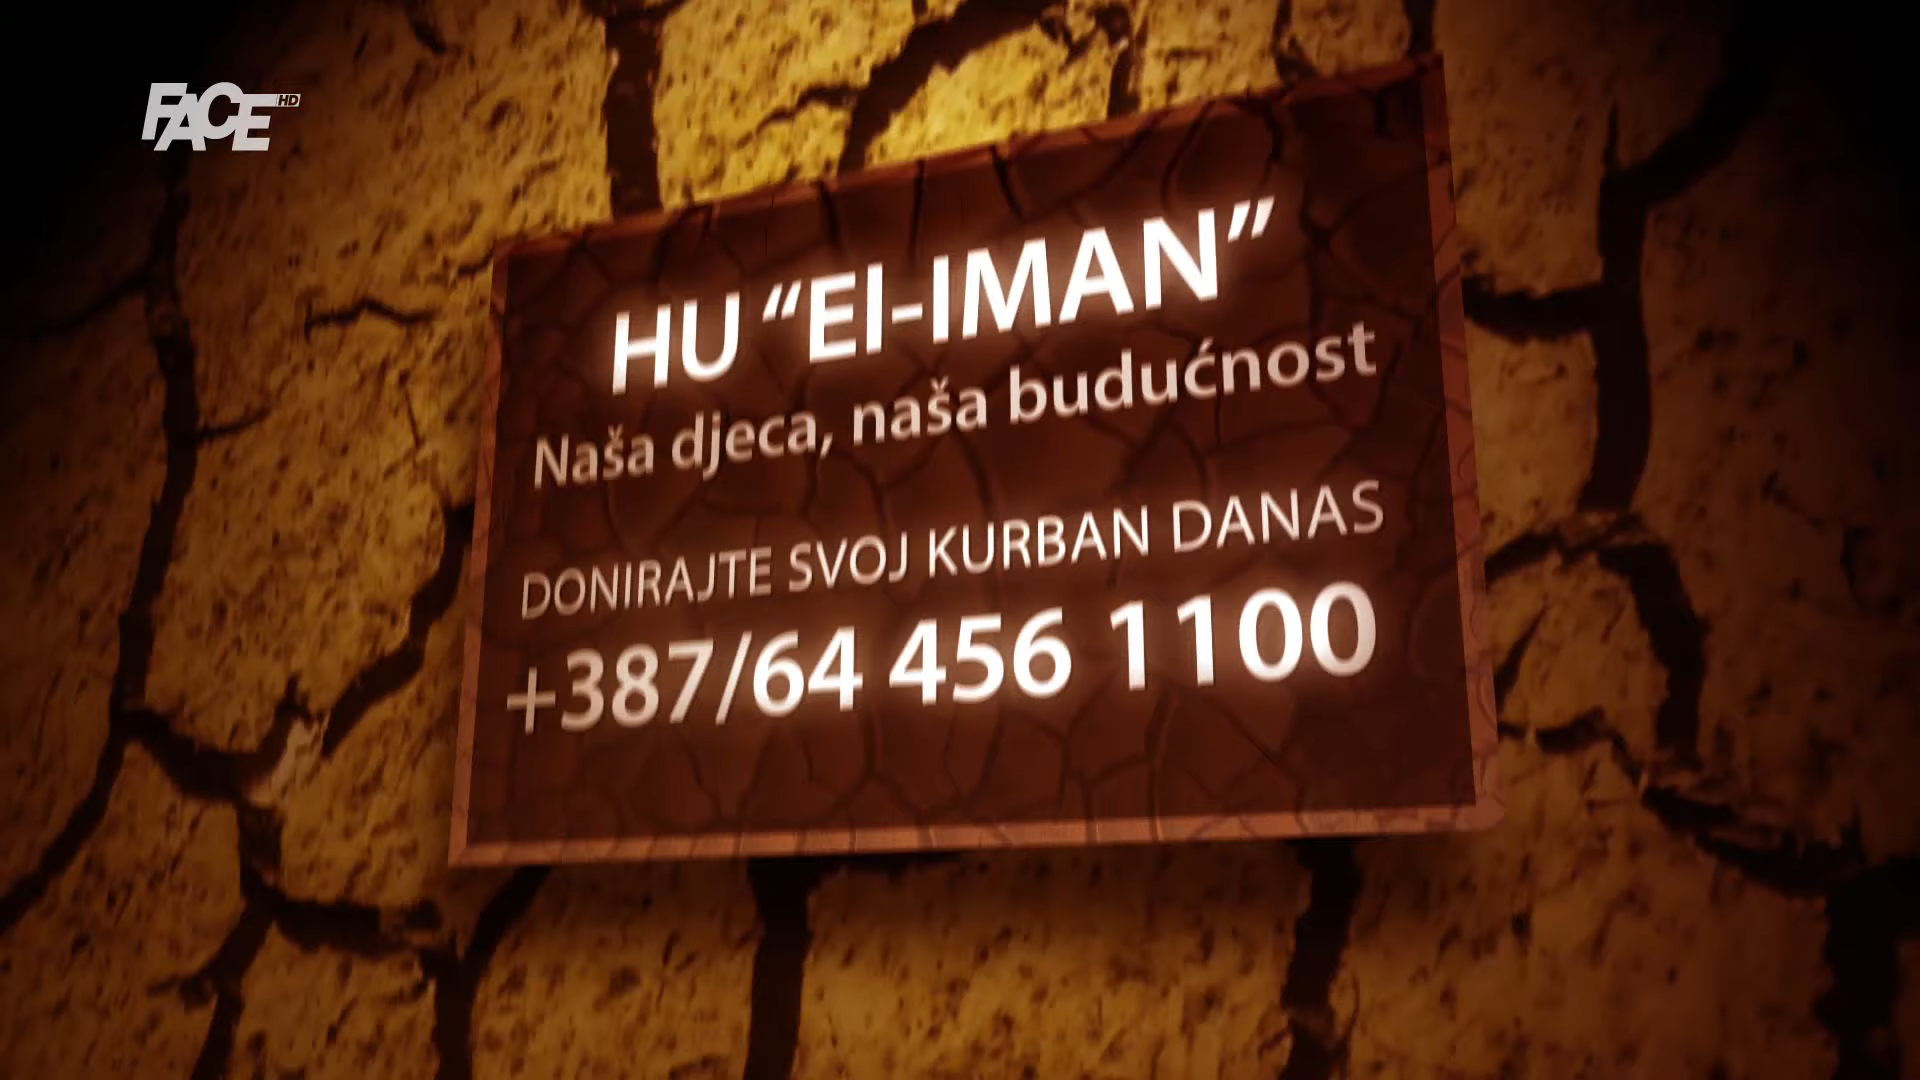 FACE HD
HU “El-IMAN”
Naša djeca, naša budućnost
DONIRAJTE SVOJ KURBAN DANAS
+387/64 456 1100